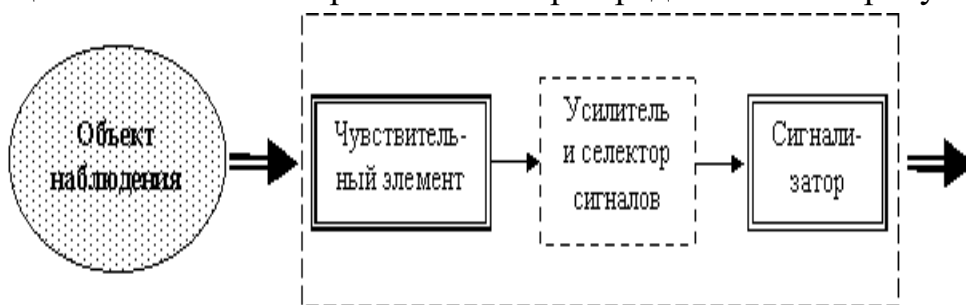 Объект
наблюдения
Чувствитель-
ный элемент
Усилитель
и селектор
сигналов
Сигнали-
затор